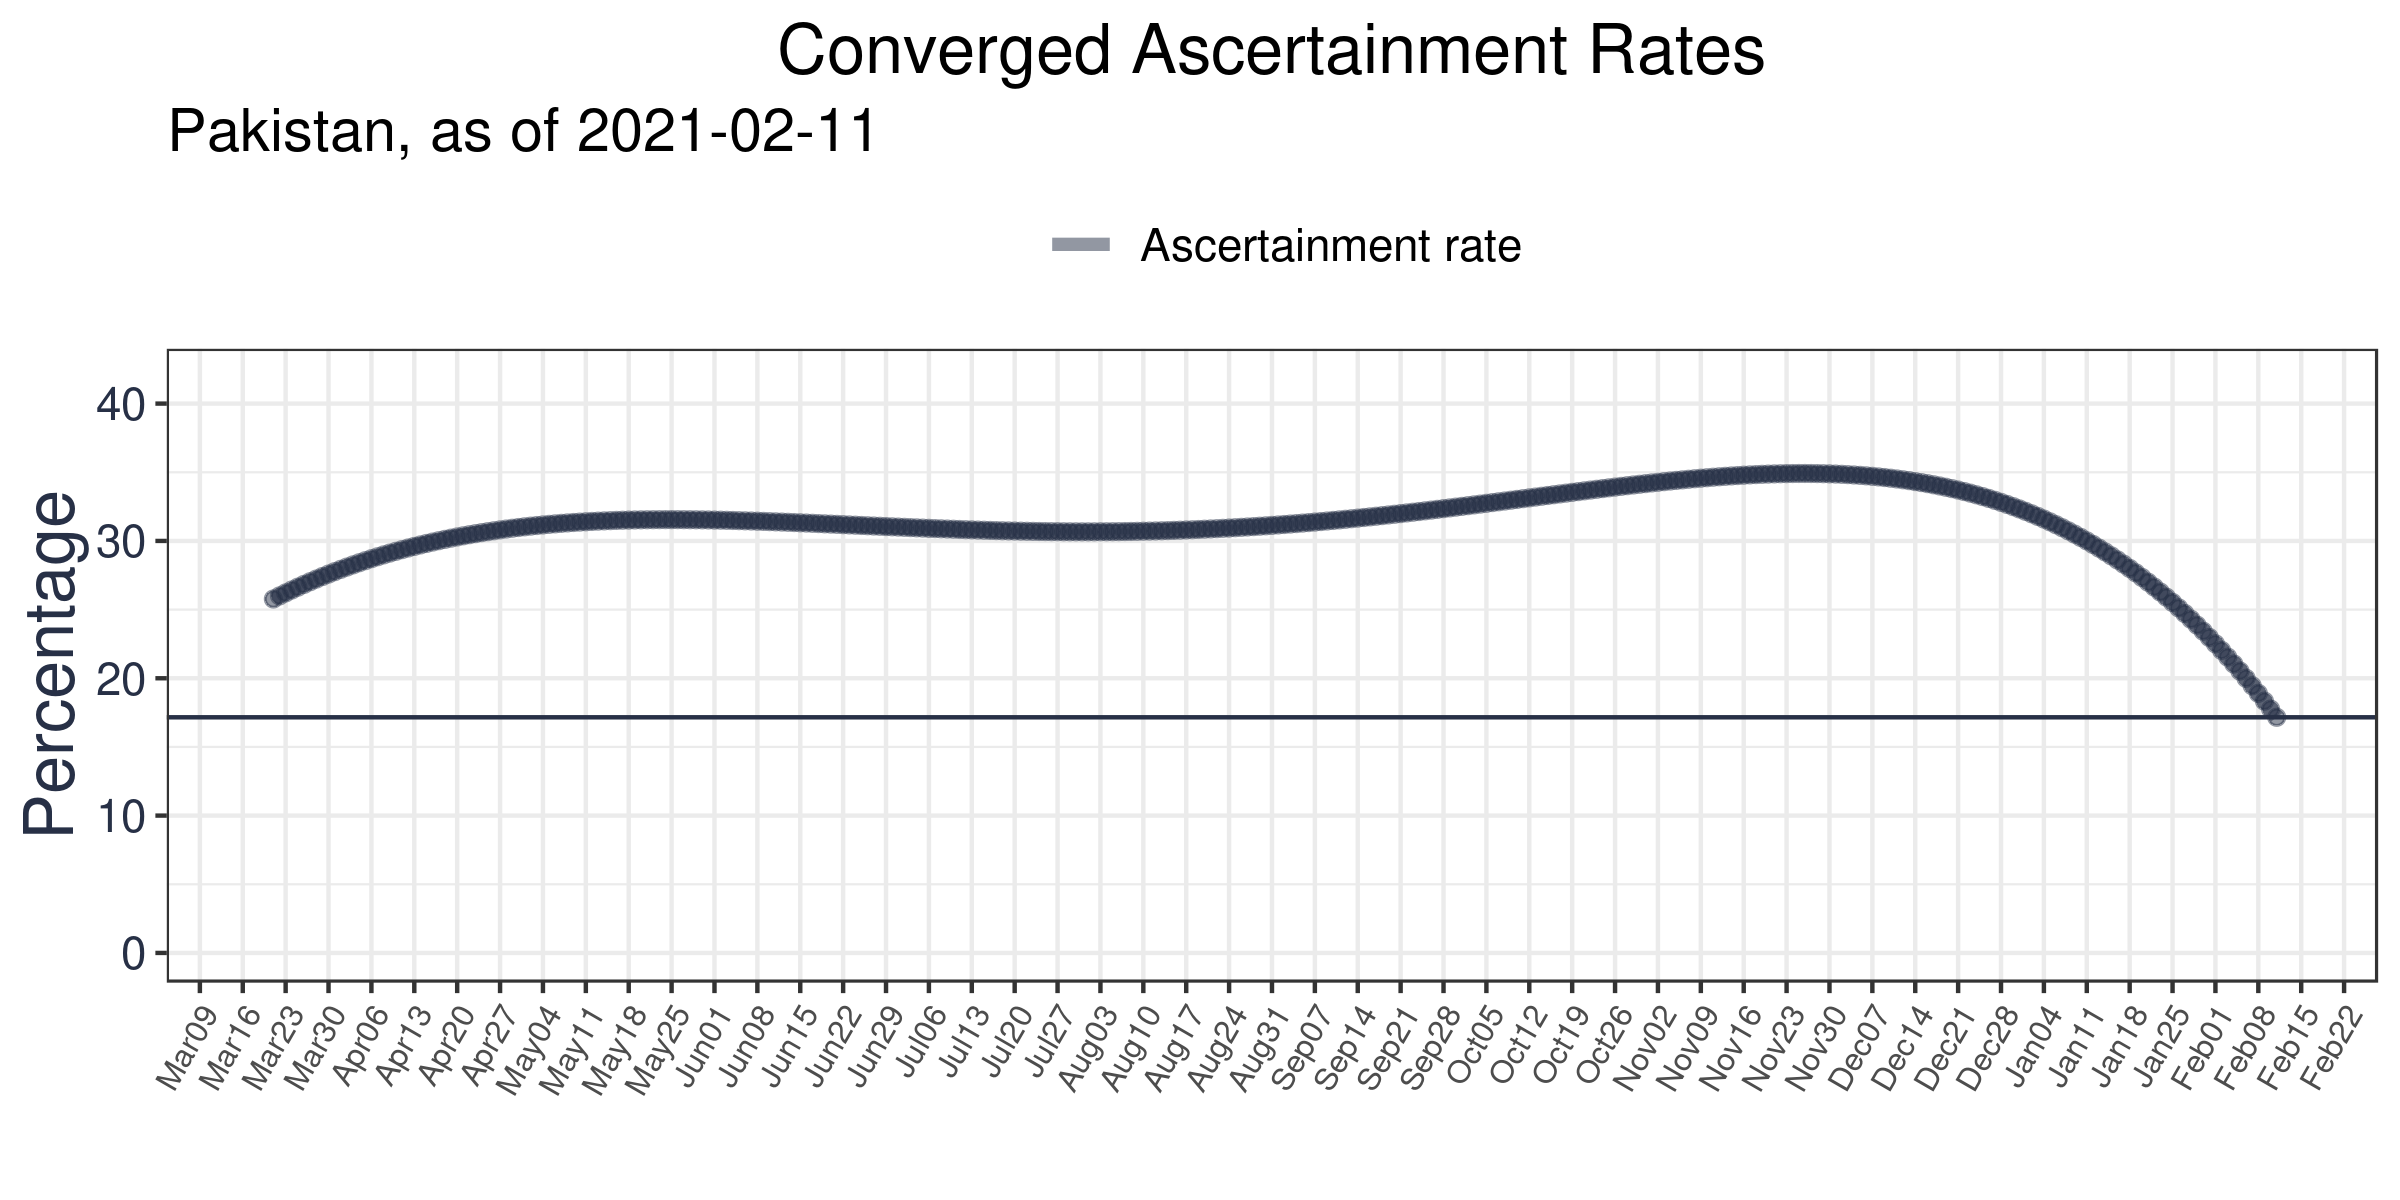 Converged Ascertainment Rates
Pakistan, as of 2021-02-11
Ascertainment rate
Percentage
40
30
20
10
0
Mar09 Mar16 Mar23 Mar30 Apr06 Apr13 Apr20 Apr27 May04 May11 May18 May25 Jun01 Jun08 Jun15 Jun22 Jun29 Jul06 Jul13 Jul20 Jul27 Aug03 Aug10 Aug17 Aug24 Aug31 Sep07 Sep14 Sep21 Sep28 Oct05 Oct12 Oct19 Oct26 Nov02 Nov09 Nov16 Nov23 Nov30 Dec07 Dec14 Dec21 Dec28 Jan04 Jan11 Jan18 Jan25 Feb01 Feb08 Feb15 Feb22